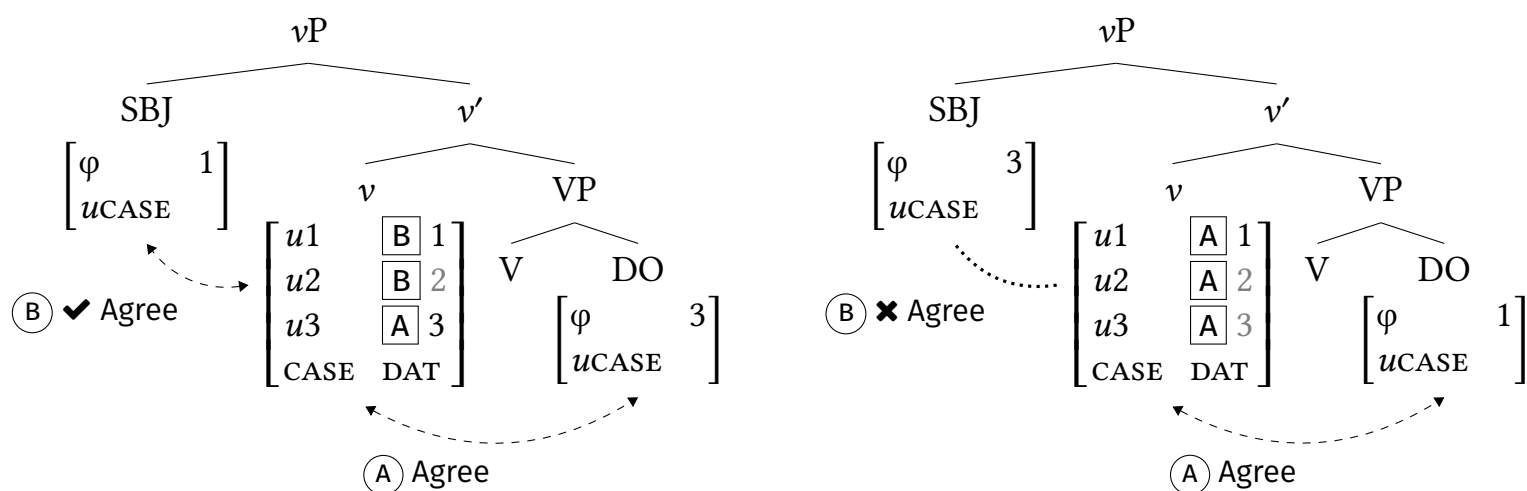 vP
SBJ v′
[φ 1]
[uCASE]
v VP
[u1 B 1]
[u2 B 2]
[u3 A 3]
[CASE DAT]
V DO
[φ 3]
[uCASE]
B ✔ Agree
A Agree
vP
SBJ v′
[φ 3]
[uCASE]
v VP
[u1 A 1]
[u2 A 2]
[u3 A 3]
[CASE DAT]
V DO
[φ 1]
[uCASE]
B ✖ Agree
A Agree